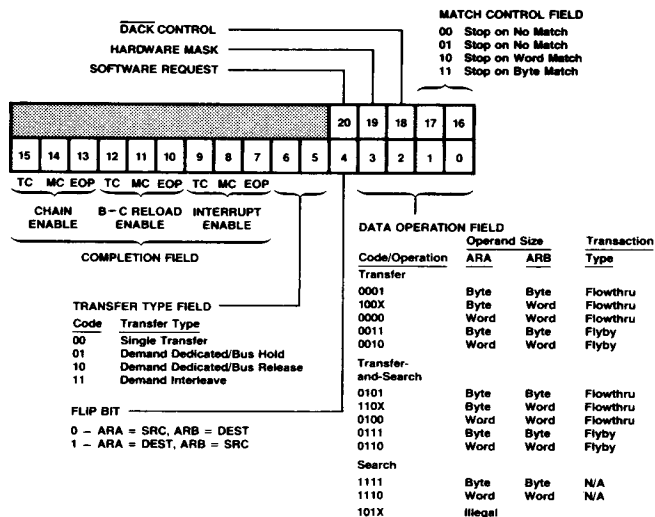 MATCH CONTROL FIELD
00 Stop on No Match
01 Stop on No Match
10 Stop on Word Match
11 Stop on Byte Match
DACK CONTROL
HARDWARE MASK
SOFTWARE REQUEST
20 19 18 17 16
15 14 13 12 11 10 9 8 7 6 5 4 3 2 1 0
TC MC EOP TC MC EOP TC MC EOP
CHAIN ENABLE
B-C RELOAD ENABLE
INTERRUPT ENABLE
COMPLETION FIELD
TRANSFER TYPE FIELD
Code Transfer Type
00 Single Transfer
01 Demand Dedicated/Bus Hold
10 Demand Dedicated/Bus Release
11 Demand Interleave
FLIP BIT
0 – ARA = SRC, ARB = DEST
1 – ARA = DEST, ARB = SRC
DATA OPERATION FIELD
Operand Size Transaction
Code/Operation ARA ARB Type
Transfer
0001 Byte Byte Flowthru
100X Byte Word Flowthru
0000 Word Word Flowthru
0011 Byte Byte Flyby
0010 Word Word Flyby
Transfer-
and-Search
0101 Byte Byte Flowthru
110X Byte Word Flowthru
0100 Word Word Flowthru
0111 Byte Byte Flyby
0110 Word Word Flyby
Search
1111 Byte Byte N/A
1110 Word Word N/A
101X Illegal